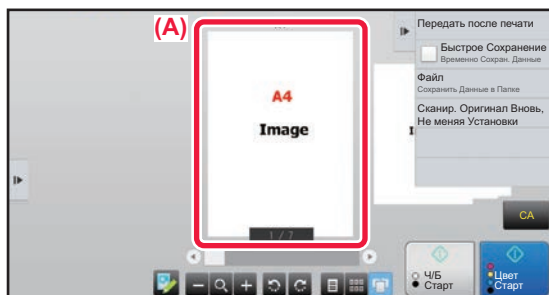 (A)
A4
Image
1 / 7
I
Передать после печати
Быстрое Сохранение
Временно Сохран. Данные
Файл
Сохранить Данные в Папке
Сканир. Оригинал Вновь,
Не меняя Установки
CA
Ч/Б
Старт
Цвет
Старт